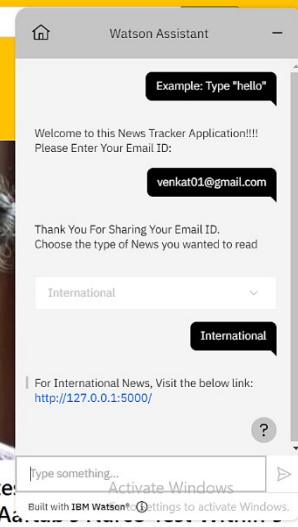 Watson Assistant
Example: Type "hello"
Welcome to this News Tracker Application!!!!
Please Enter Your Email ID:
venkat01@gmail.com
Thank You For Sharing Your Email ID.
Choose the type of News you wanted to read
International
International
For International News, Visit the below link:
http://127.0.0.1:5000/
?
Type something...
Activate Windows
Built with IBM Watson®
to Settings to activate Windows.